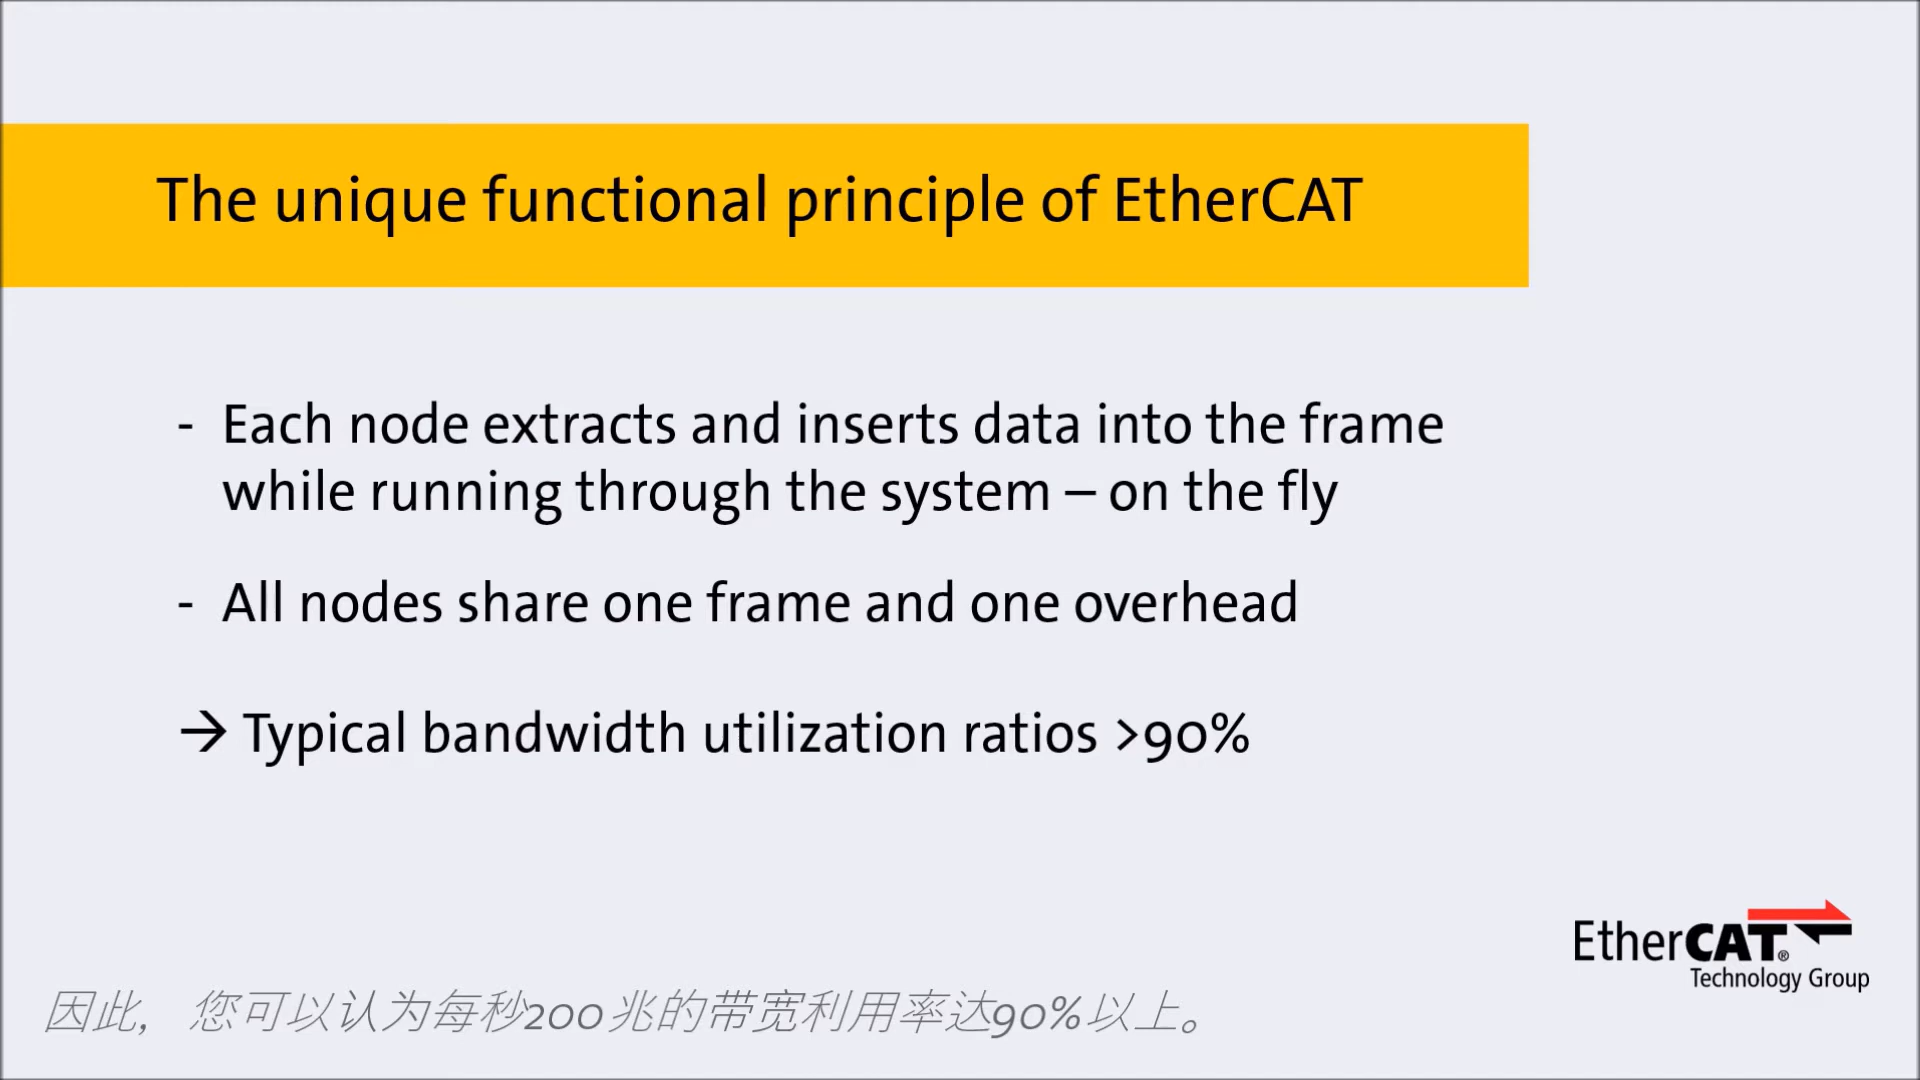 The unique functional principle of EtherCAT
- Each node extracts and inserts data into the frame
while running through the system – on the fly
- All nodes share one frame and one overhead
→ Typical bandwidth utilization ratios >90%
EtherCAT®
Technology Group
因此， 您可以认为每秒200兆的带宽利用率达90%以上。